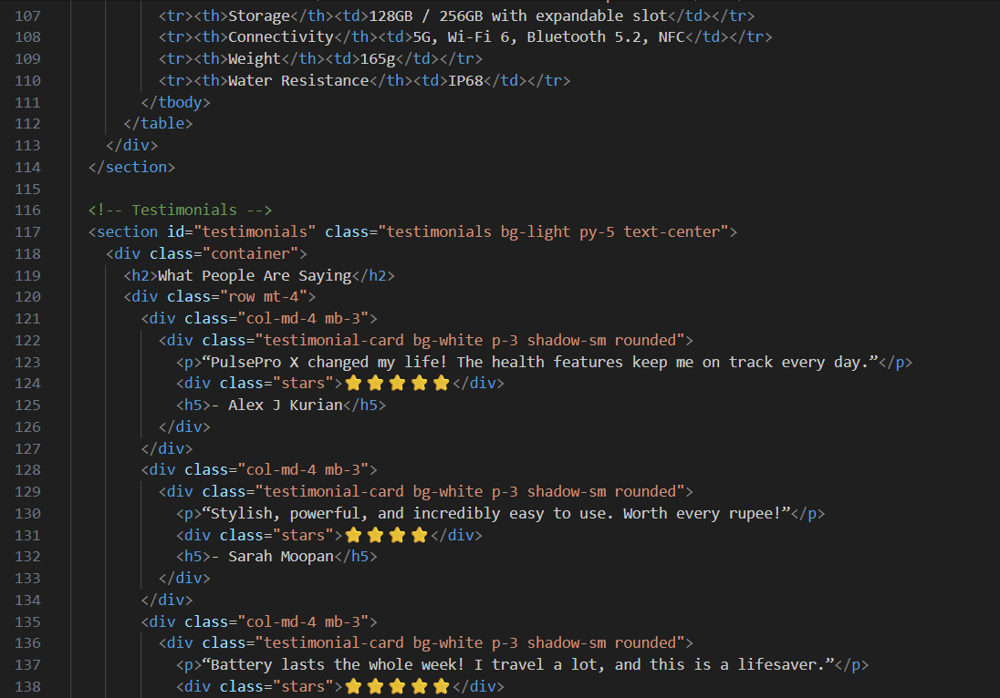 107 <tr><th>Storage</th><td>128GB / 256GB with expandable slot</td></tr>
108 <tr><th>Connectivity</th><td>5G, Wi-Fi 6, Bluetooth 5.2, NFC</td></tr>
109 <tr><th>Weight</th><td>165g</td></tr>
110 <tr><th>Water Resistance</th><td>IP68</td></tr>
111 </tbody>
112 </table>
113 </div>
114 </section>
115
116 <!-- Testimonials -->
117 <section id="testimonials" class="testimonials bg-light py-5 text-center">
118 <div class="container">
119 <h2>What People Are Saying</h2>
120 <div class="row mt-4">
121 <div class="col-md-4 mb-3">
122 <div class="testimonial-card bg-white p-3 shadow-sm rounded">
123 <p>“PulsePro X changed my life! The health features keep me on track every day.”</p>
124 <div class="stars">⭐⭐⭐⭐⭐</div>
125 <h5>- Alex J Kurian</h5>
126 </div>
127 </div>
128 <div class="col-md-4 mb-3">
129 <div class="testimonial-card bg-white p-3 shadow-sm rounded">
130 <p>“Stylish, powerful, and incredibly easy to use. Worth every rupee!”</p>
131 <div class="stars">⭐⭐⭐⭐</div>
132 <h5>- Sarah Moopan</h5>
133 </div>
134 </div>
135 <div class="col-md-4 mb-3">
136 <div class="testimonial-card bg-white p-3 shadow-sm rounded">
137 <p>“Battery lasts the whole week! I travel a lot, and this is a lifesaver.”</p>
138 <div class="stars">⭐⭐⭐⭐⭐</div>